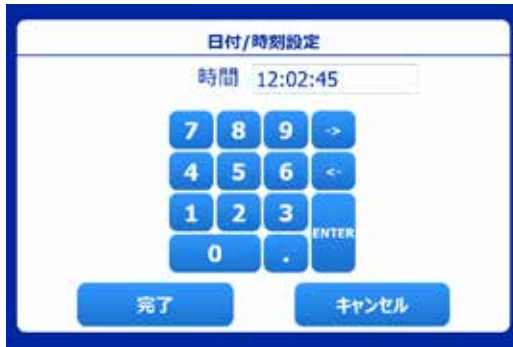 日付/時刻設定
時間 12:02:45
7 8 9 ->
4 5 6 <-
1 2 3 ENTER
0 .
完了 キャンセル